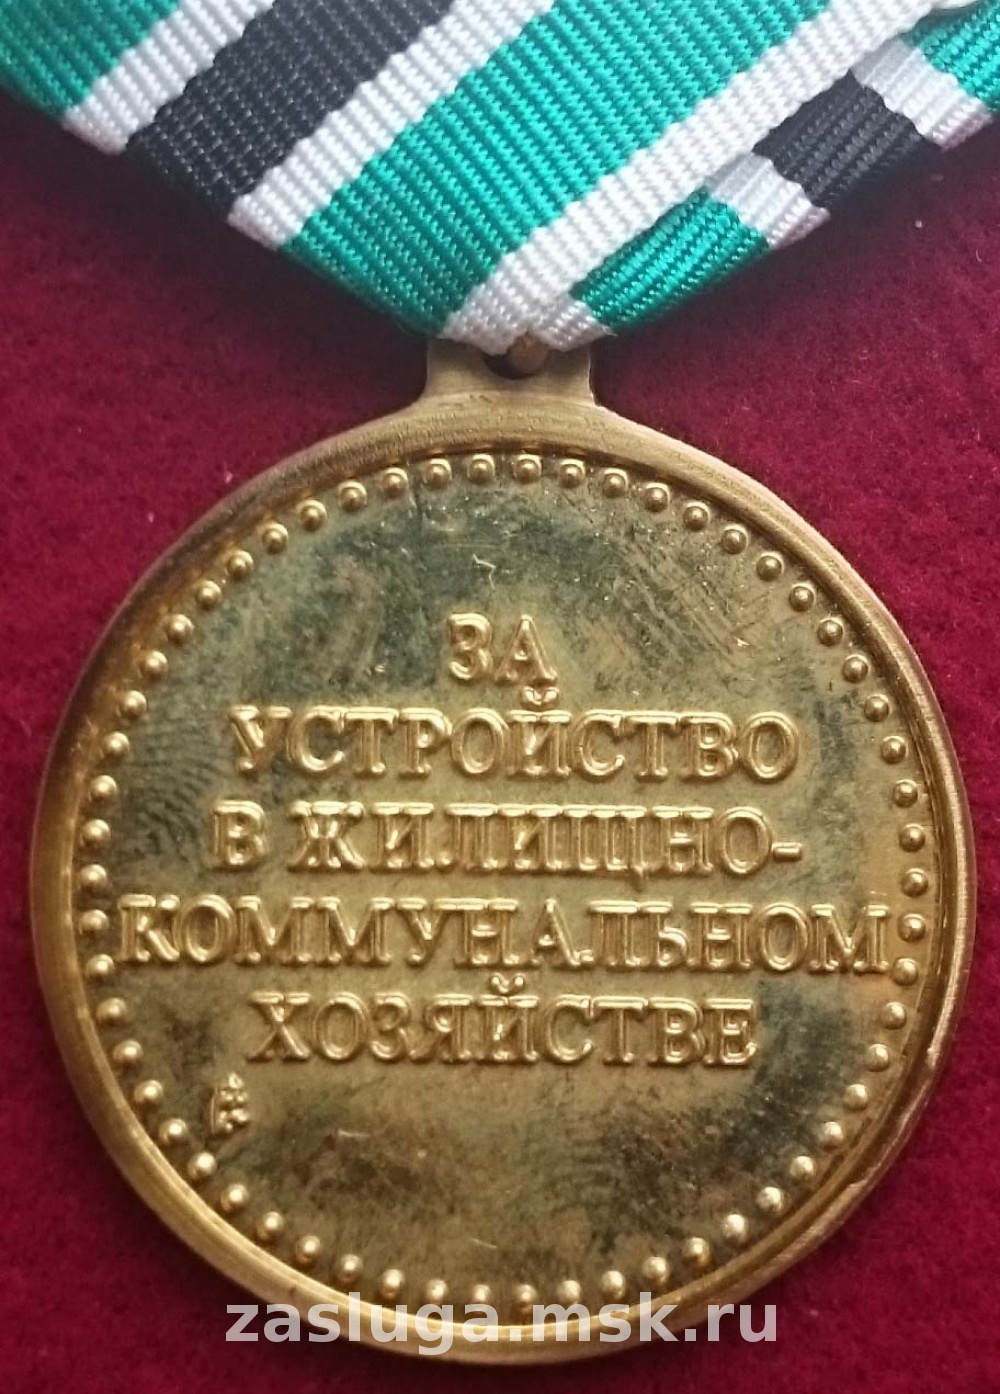 ЗА
УСТРОЙСТВО
В ЖИЛИЩНО-
КОММУНАЛЬНОМ
ХОЗЯЙСТВЕ
zasluga.msk.ru